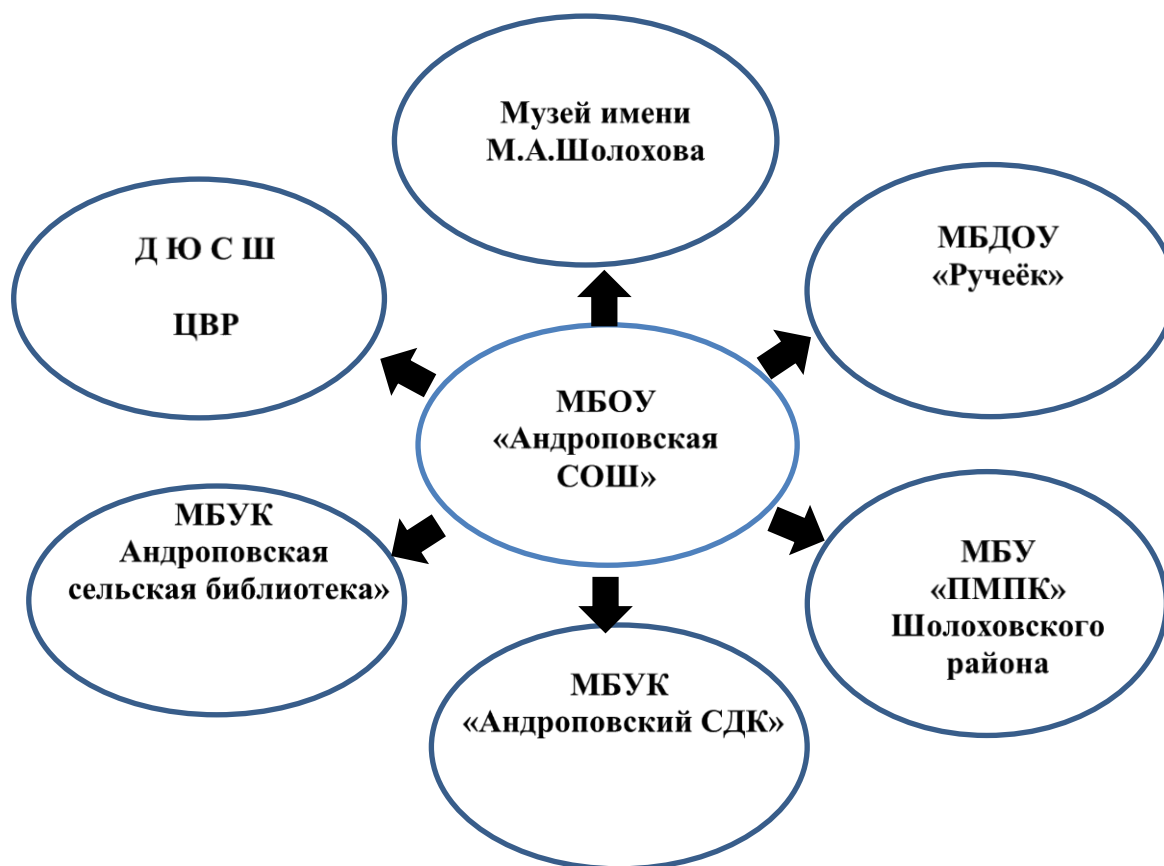 Музей имени
М.А.Шолохова
Д Ю С Ш
ЦВР
МБДОУ
«Ручеёк»
МБОУ
«Андроповская
СОШ»
МБУК
Андроповская
сельская библиотека»
МБУ
«ПМПК»
Шолоховского
района
МБУК
«Андроповский СДК»